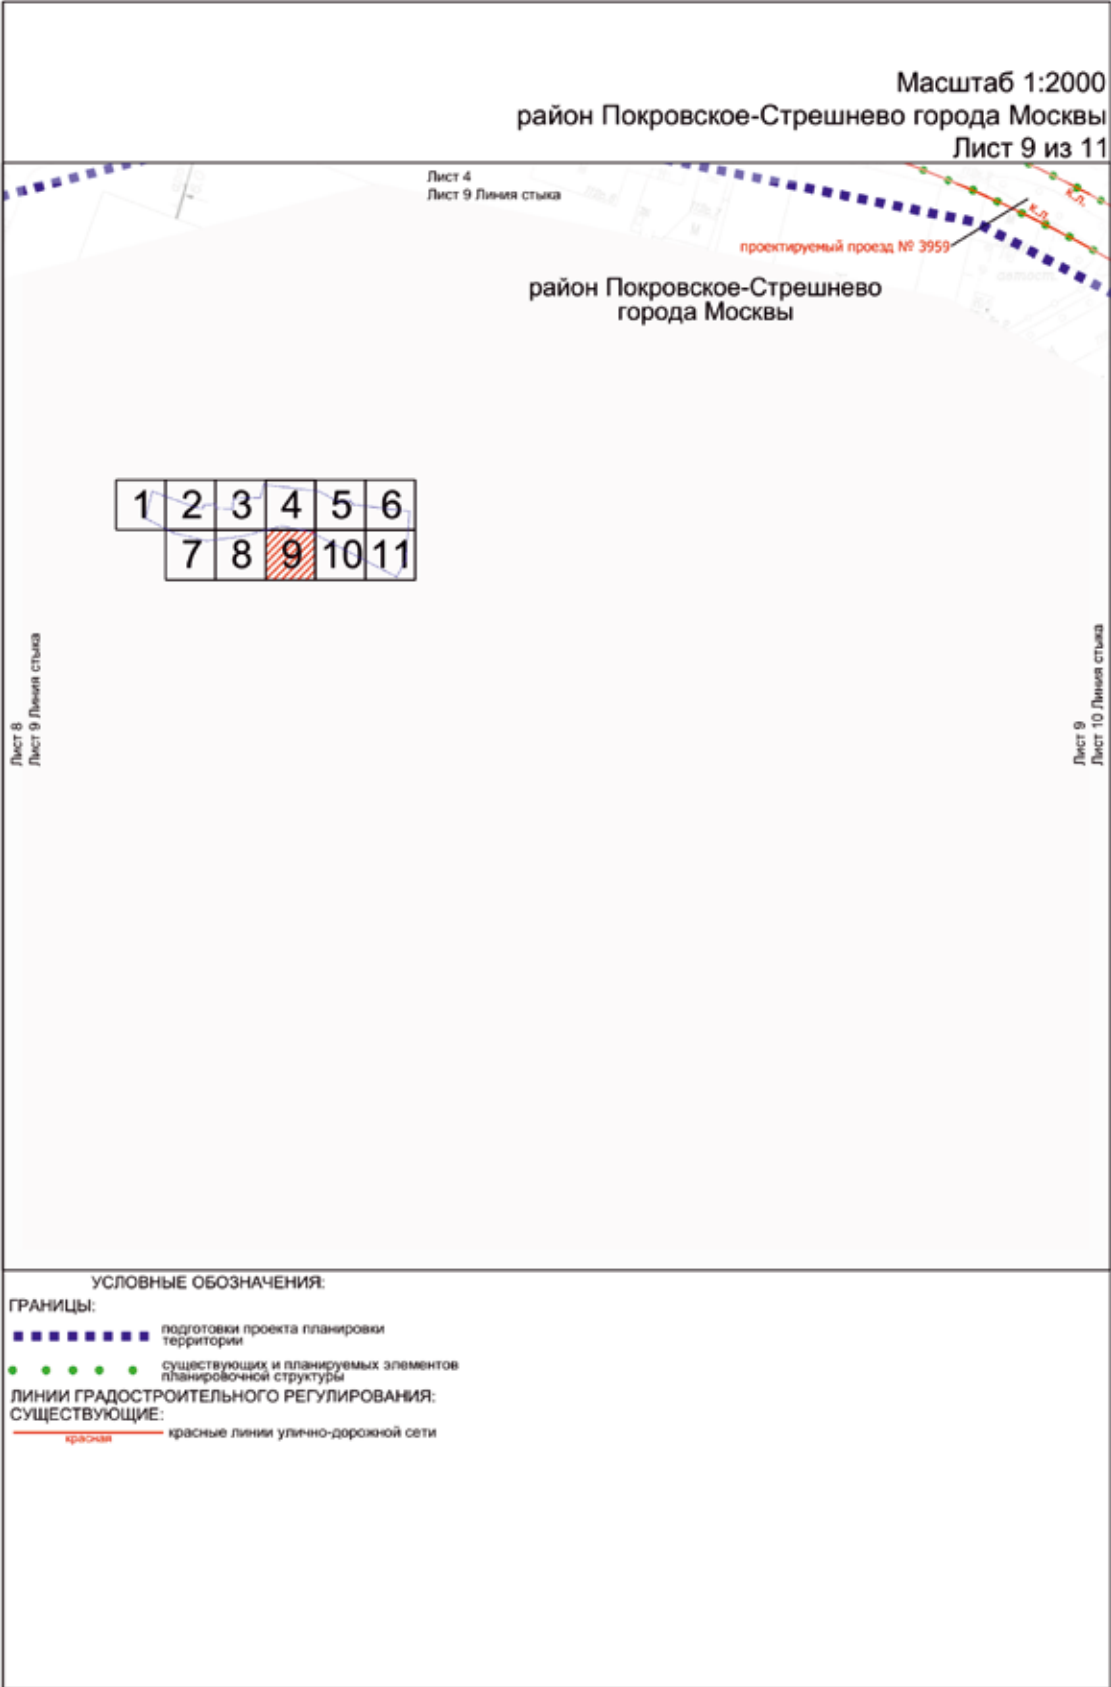 Масштаб 1:2000
район Покровское-Стрешнево города Москвы
Лист 9 из 11
Лист 4
Лист 9 Линия стыка
к.л.
к.л.
проектируемый проезд № 3959
район Покровское-Стрешнево
города Москвы
1 2 3 4 5 6
7 8 9 10 11
Лист 8
Лист 9 Линия стыка
Лист 9
Лист 10 Линия стыка
УСЛОВНЫЕ ОБОЗНАЧЕНИЯ:
ГРАНИЦЫ:
подготовки проекта планировки
территории
существующих и планируемых элементов
планировочной структуры
ЛИНИИ ГРАДОСТРОИТЕЛЬНОГО РЕГУЛИРОВАНИЯ:
СУЩЕСТВУЮЩИЕ:
красная
красные линии улично-дорожной сети